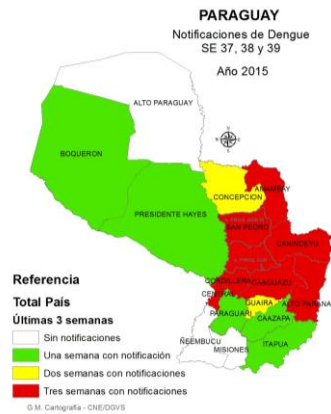 PARAGUAY
Notificaciones de Dengue
SE 37, 38 y 39
Año 2015
ALTO PARAGUAY
BOQUERON
CONCEPCION
AMAMBAY
PRESIDENTE HAYES
SAN PEDRO
CANINDEYU
CORDILLERA
CAAGUAZU
CENTRAL
GUAIRA
ALTO PARANA
PARAGUARI
CAAZAPA
ÑEEMBUCU
MISIONES
ITAPUA
Referencia
Total País
Últimas 3 semanas
Sin notificaciones
Una semana con notificación
Dos semanas con notificaciones
Tres semanas con notificaciones
G.M. Cartografía - CNE/DGVS